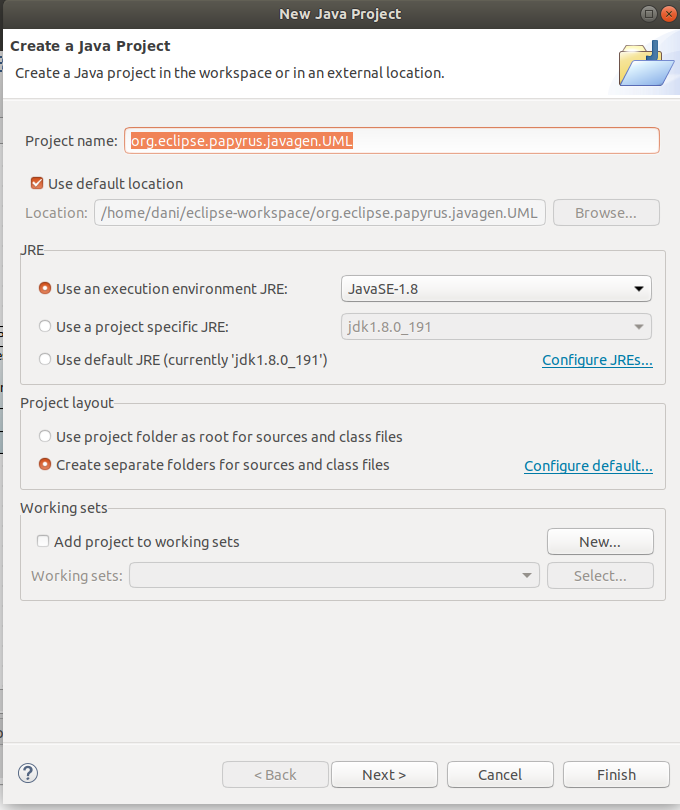 New Java Project
Create a Java Project
Create a Java project in the workspace or in an external location.
Project name: org.eclipse.papyrus.javagen.UML
Use default location
Location: /home/dani/eclipse-workspace/org.eclipse.papyrus.javagen.UML Browse...
JRE
Use an execution environment JRE: JavaSE-1.8
Use a project specific JRE: jdk1.8.0_191
Use default JRE (currently 'jdk1.8.0_191') Configure JREs...
Project layout
Use project folder as root for sources and class files
Create separate folders for sources and class files Configure default...
Working sets
Add project to working sets New...
Working sets: Select...
? < Back Next > Cancel Finish